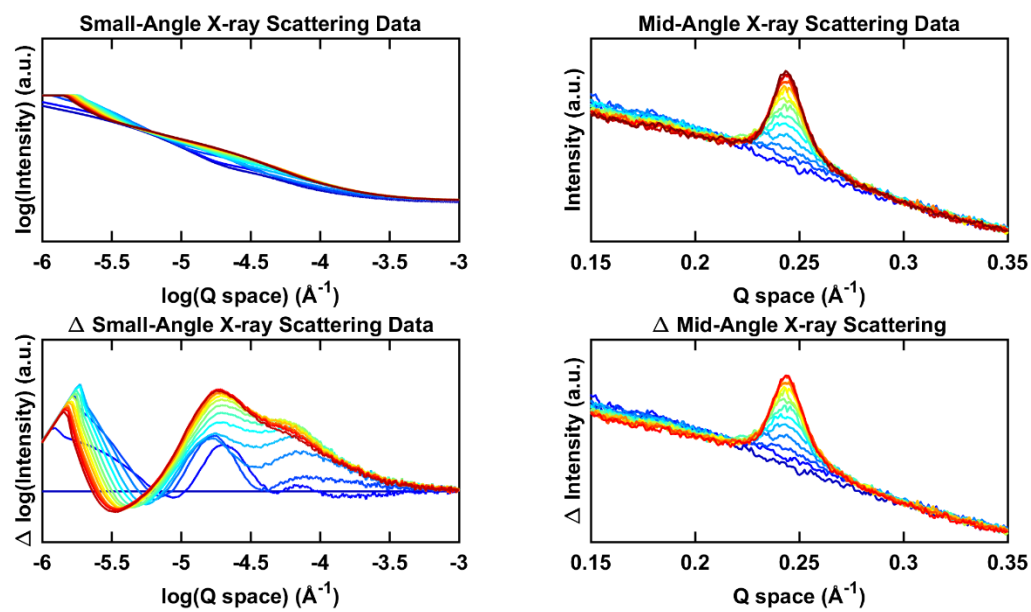 Small-Angle X-ray Scattering Data
log(Intensity) (a.u.)
-6 -5.5 -5 -4.5 -4 -3.5 -3
log(Q space) (Å⁻¹)
Mid-Angle X-ray Scattering Data
Intensity (a.u.)
0.15 0.2 0.25 0.3 0.35
Q space (Å⁻¹)
Δ Small-Angle X-ray Scattering Data
Δ log(Intensity) (a.u.)
-6 -5.5 -5 -4.5 -4 -3.5 -3
log(Q space) (Å⁻¹)
Δ Mid-Angle X-ray Scattering
Δ Intensity (a.u.)
0.15 0.2 0.25 0.3 0.35
Q space (Å⁻¹)